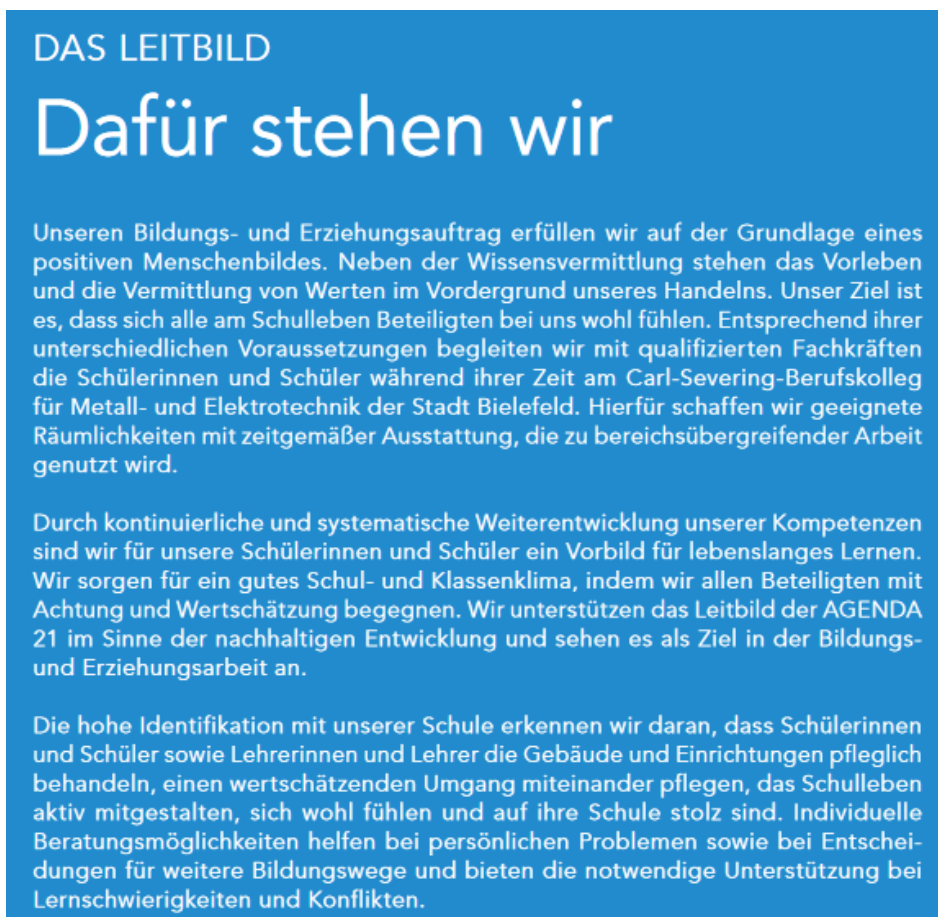 DAS LEITBILD
Dafür stehen wir
Unseren Bildungs- und Erziehungsauftrag erfüllen wir auf der Grundlage eines
positiven Menschenbildes. Neben der Wissensvermittlung stehen das Vorleben
und die Vermittlung von Werten im Vordergrund unseres Handelns. Unser Ziel ist
es, dass sich alle am Schulleben Beteiligten bei uns wohl fühlen. Entsprechend ihrer
unterschiedlichen Voraussetzungen begleiten wir mit qualifizierten Fachkräften
die Schülerinnen und Schüler während ihrer Zeit am Carl-Severing-Berufskolleg
für Metall- und Elektrotechnik der Stadt Bielefeld. Hierfür schaffen wir geeignete
Räumlichkeiten mit zeitgemäßer Ausstattung, die zu bereichsübergreifender Arbeit
genutzt wird.
Durch kontinuierliche und systematische Weiterentwicklung unserer Kompetenzen
sind wir für unsere Schülerinnen und Schüler ein Vorbild für lebenslanges Lernen.
Wir sorgen für ein gutes Schul- und Klassenklima, indem wir allen Beteiligten mit
Achtung und Wertschätzung begegnen. Wir unterstützen das Leitbild der AGENDA
21 im Sinne der nachhaltigen Entwicklung und sehen es als Ziel in der Bildungs-
und Erziehungsarbeit an.
Die hohe Identifikation mit unserer Schule erkennen wir daran, dass Schülerinnen
und Schüler sowie Lehrerinnen und Lehrer die Gebäude und Einrichtungen pfleglich
behandeln, einen wertschätzenden Umgang miteinander pflegen, das Schulleben
aktiv mitgestalten, sich wohl fühlen und auf ihre Schule stolz sind. Individuelle
Beratungsmöglichkeiten helfen bei persönlichen Problemen sowie bei Entschei-
dungen für weitere Bildungswege und bieten die notwendige Unterstützung bei
Lernschwierigkeiten und Konflikten.